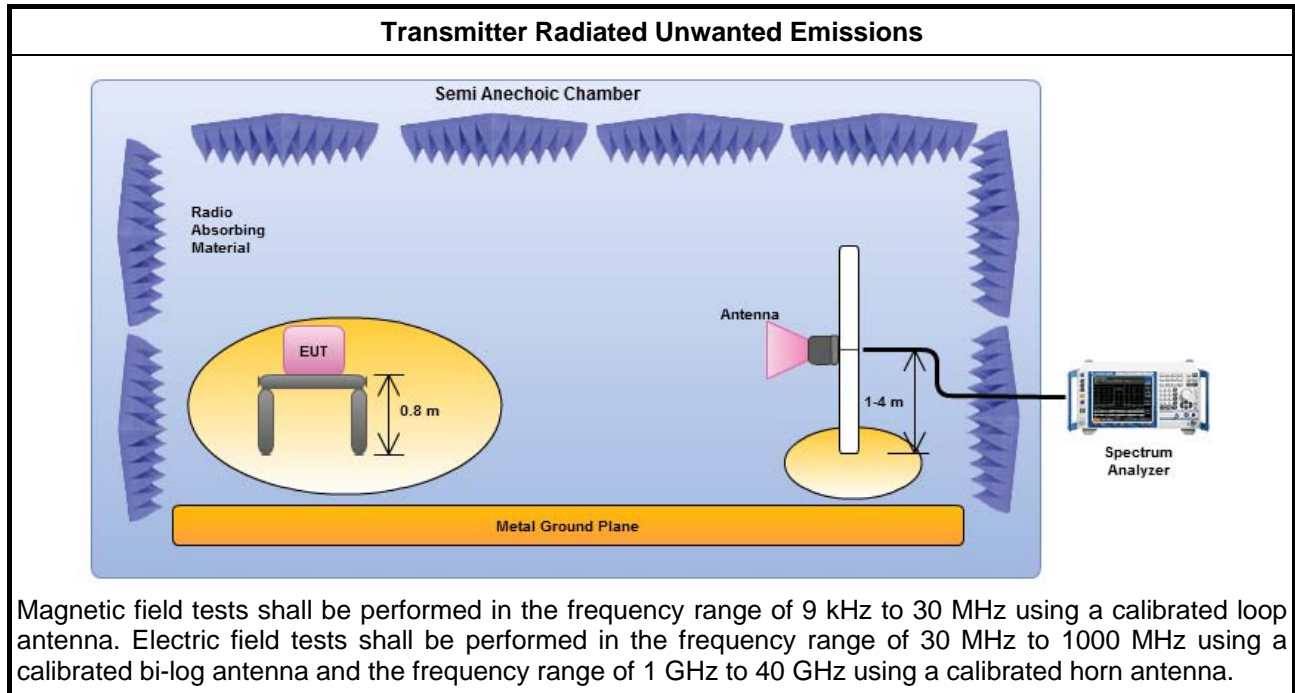 Transmitter Radiated Unwanted Emissions
Semi Anechoic Chamber
Radio
Absorbing
Material
Antenna
EUT
0.8 m
1-4 m
Spectrum
Analyzer
Metal Ground Plane
Magnetic field tests shall be performed in the frequency range of 9 kHz to 30 MHz using a calibrated loop
antenna. Electric field tests shall be performed in the frequency range of 30 MHz to 1000 MHz using a
calibrated bi-log antenna and the frequency range of 1 GHz to 40 GHz using a calibrated horn antenna.